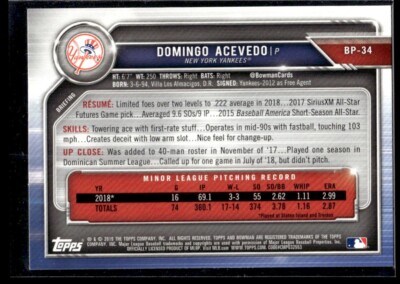 Yankees
DOMINGO ACEVEDO | P
NEW YORK YANKEES
BP-34
HT: 6'7" WT: 250 THROWS: Right BATS: Right @BowmanCards
BORN: 3-6-94, Villa Los Almacigos, D.R. SIGNED: Yankees-2012 as Free Agent
BRIEFING
RÉSUMÉ: Limited foes over two levels to .222 average in 2018...2017 SiriusXM All-Star
Futures Game pick...Averaged 9.6 SOs/9 IP...2015 Baseball America Short-Season All-Star.
SKILLS: Towering ace with first-rate stuff...Operates in mid-90s with fastball, touching 103
mph...Creates deceit with low arm slot...Nice feel for change-up.
UP CLOSE: Was added to 40-man roster in November of '17...Played one season in
Dominican Summer League...Called up for one game in July of '18, but didn't pitch.
MINOR LEAGUE PITCHING RECORD
YR G IP W-L SO SO/BB WHIP ERA
2018* 16 69.1 3-3 55 2.62 1.11 2.99
TOTALS 74 360.1 17-14 374 3.78 1.16 2.87
*Played at Staten Island and Trenton
Topps